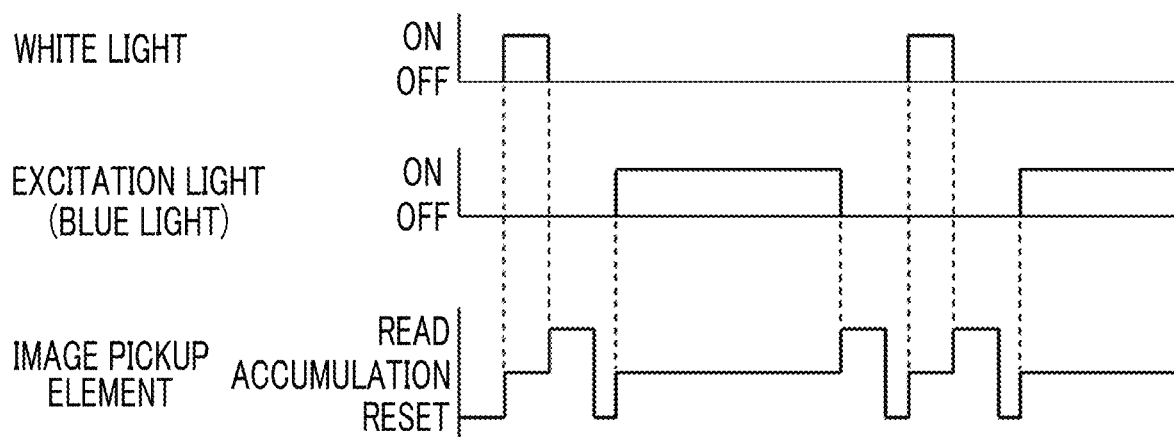 WHITE LIGHT
ON
OFF
EXCITATION LIGHT
(BLUE LIGHT)
ON
OFF
IMAGE PICKUP
ELEMENT
READ
ACCUMULATION
RESET